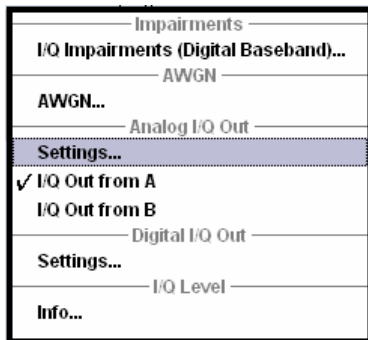 Impairments
I/Q Impairments (Digital Baseband)...
AWGN
AWGN...
Analog I/Q Out
Settings...
I/Q Out from A
I/Q Out from B
Digital I/Q Out
Settings...
I/Q Level
Info...